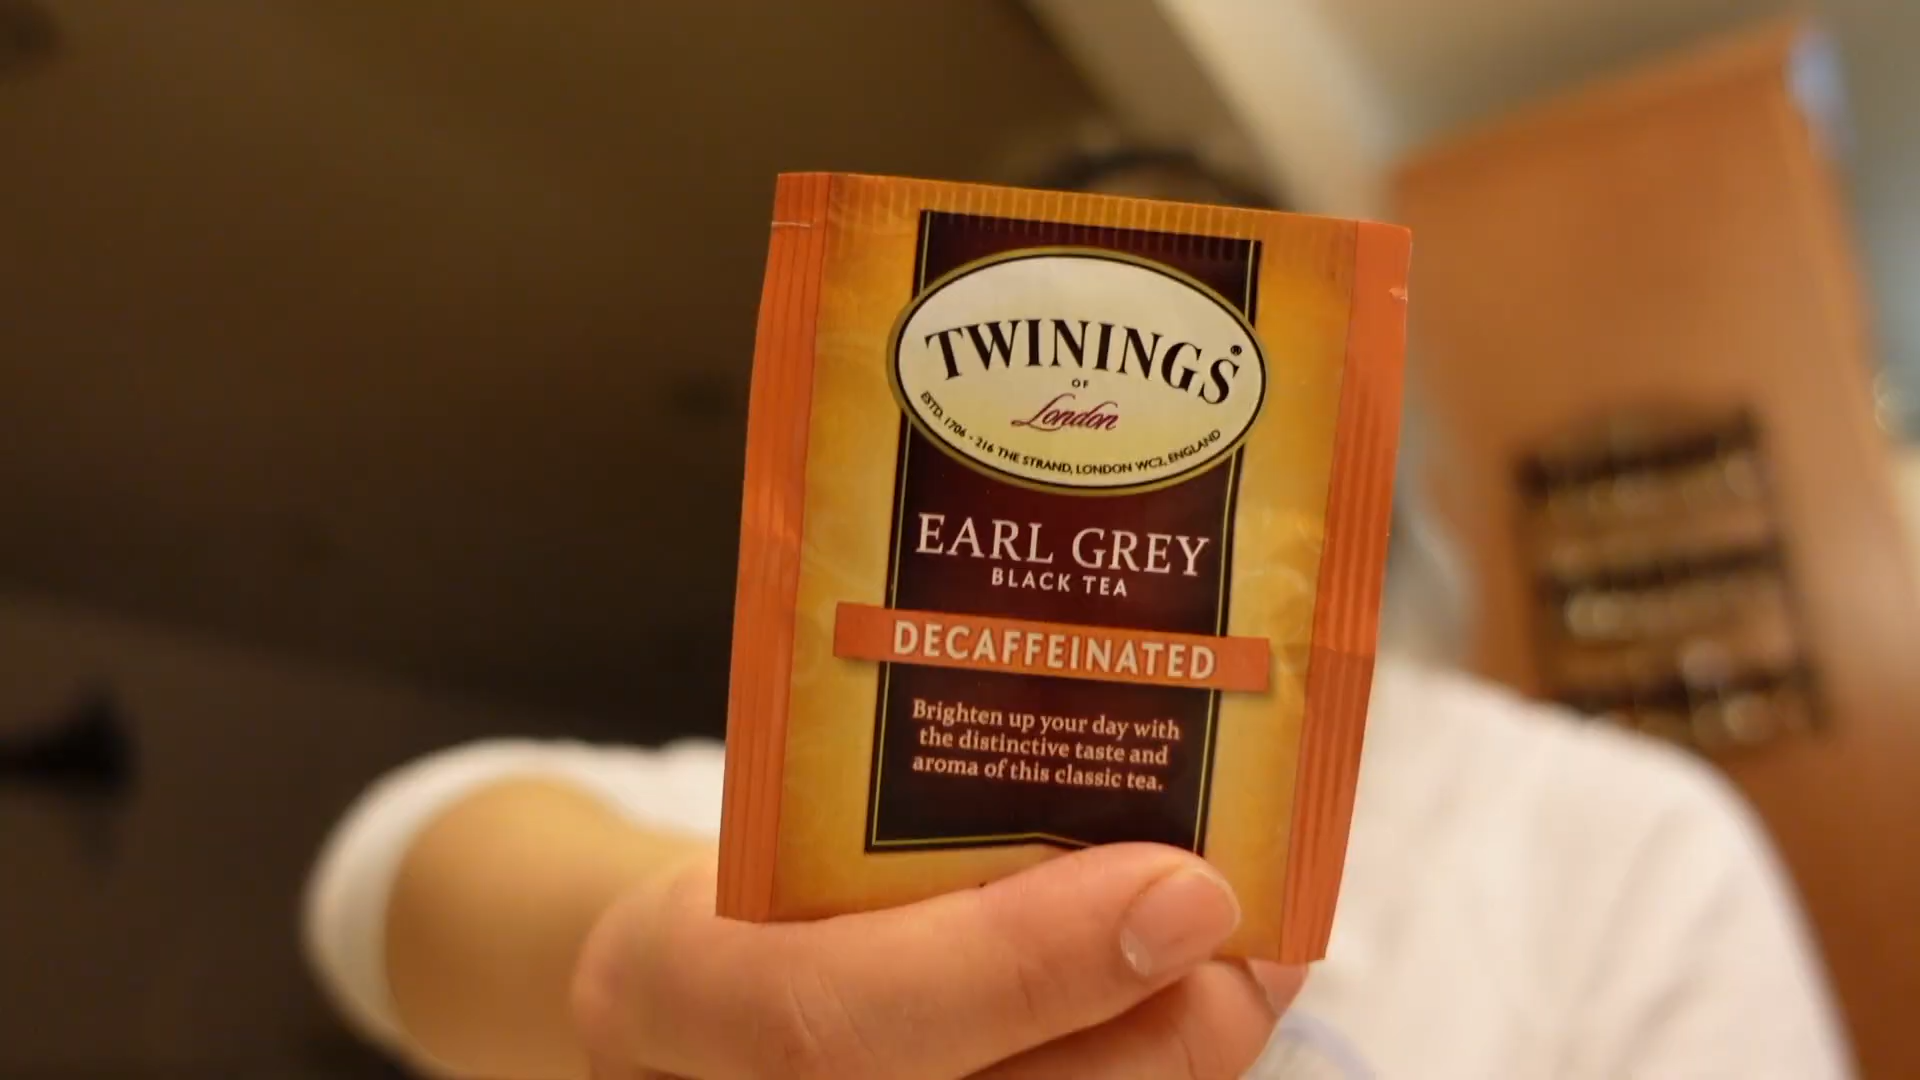 TWININGS®
OF
London
ESTD. 1706 - 216 THE STRAND, LONDON WC2, ENGLAND
EARL GREY
BLACK TEA
DECAFFEINATED
Brighten up your day with
the distinctive taste and
aroma of this classic tea.